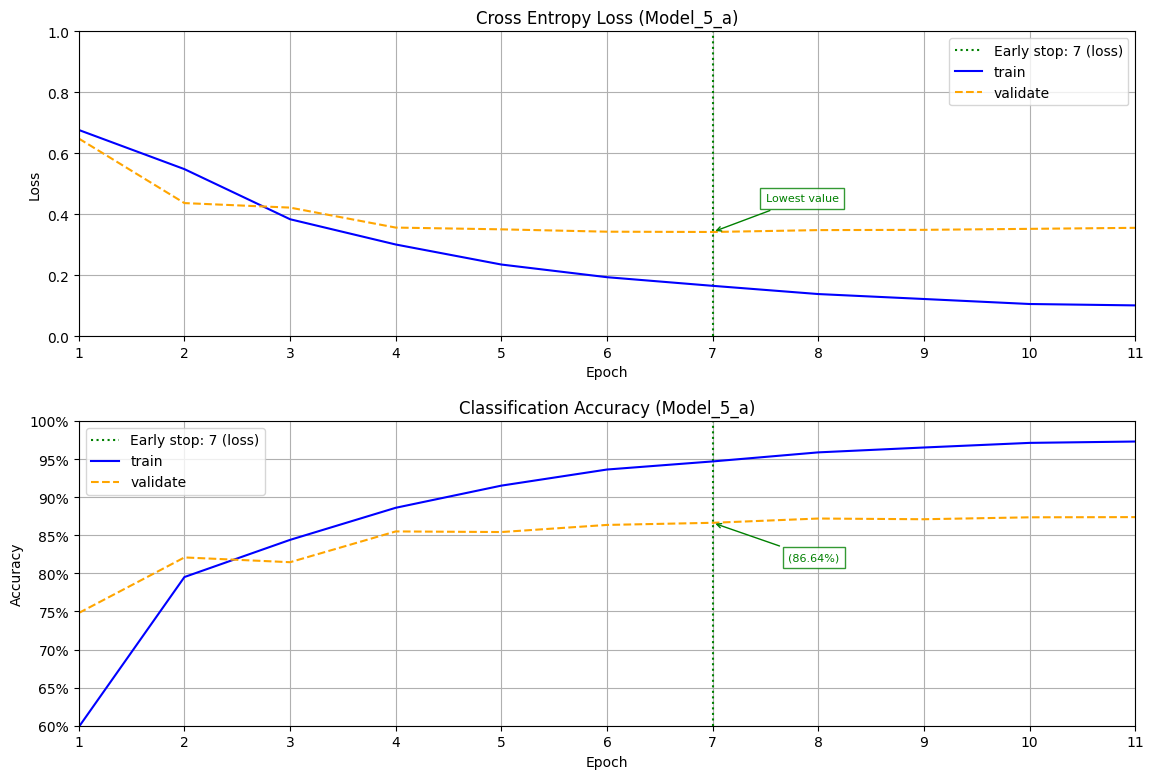 Cross Entropy Loss (Model_5_a)
1.0
0.8
0.6
0.4
0.2
0.0
Loss
Early stop: 7 (loss)
train
validate
Lowest value
1 2 3 4 5 6 7 8 9 10 11
Epoch
Classification Accuracy (Model_5_a)
100%
95%
90%
85%
80%
75%
70%
65%
60%
Accuracy
Early stop: 7 (loss)
train
validate
(86.64%)
1 2 3 4 5 6 7 8 9 10 11
Epoch